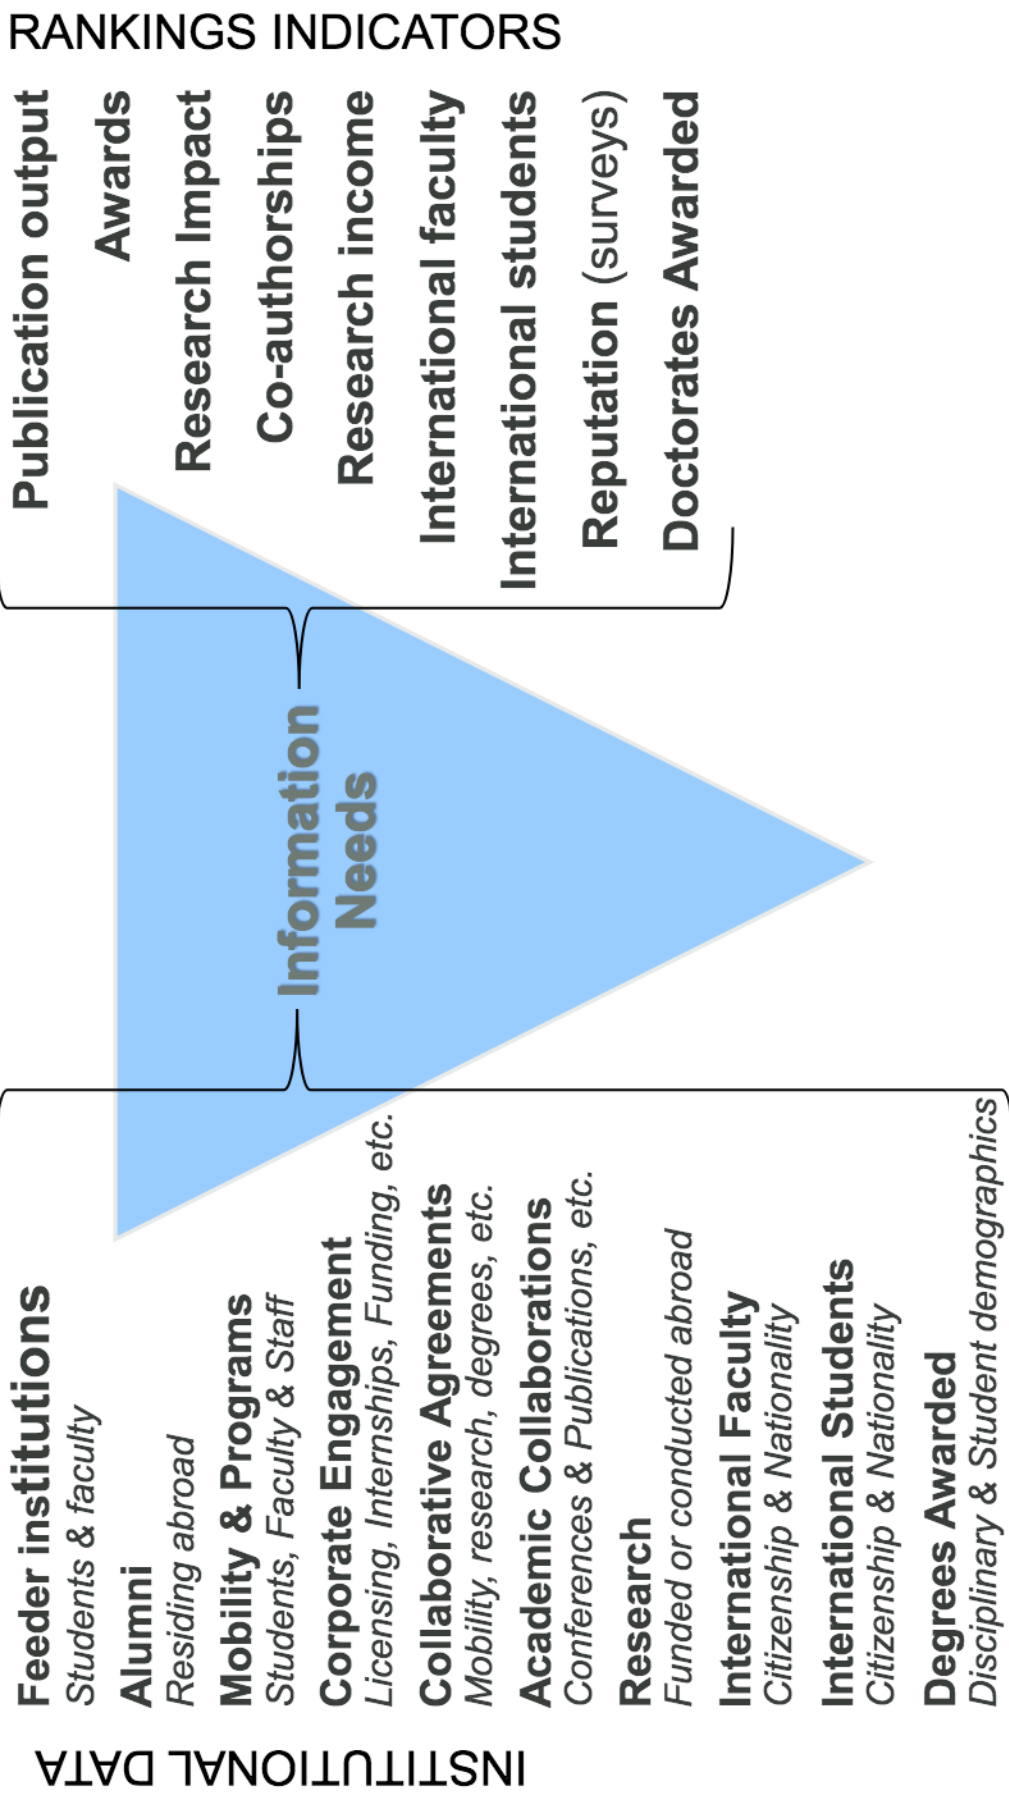 INSTITUTIONAL DATA
Feeder institutions
Students & faculty
Alumni
Residing abroad
Mobility & Programs
Students, Faculty & Staff
Corporate Engagement
Licensing, Internships, Funding, etc.
Collaborative Agreements
Mobility, research, degrees, etc.
Academic Collaborations
Conferences & Publications, etc.
Research
Funded or conducted abroad
International Faculty
Citizenship & Nationality
International Students
Citizenship & Nationality
Degrees Awarded
Disciplinary & Student demographics
Information
Needs
Publication output
Awards
Research Impact
Co-authorships
Research income
International faculty
International students
Reputation (surveys)
Doctorates Awarded
RANKINGS INDICATORS